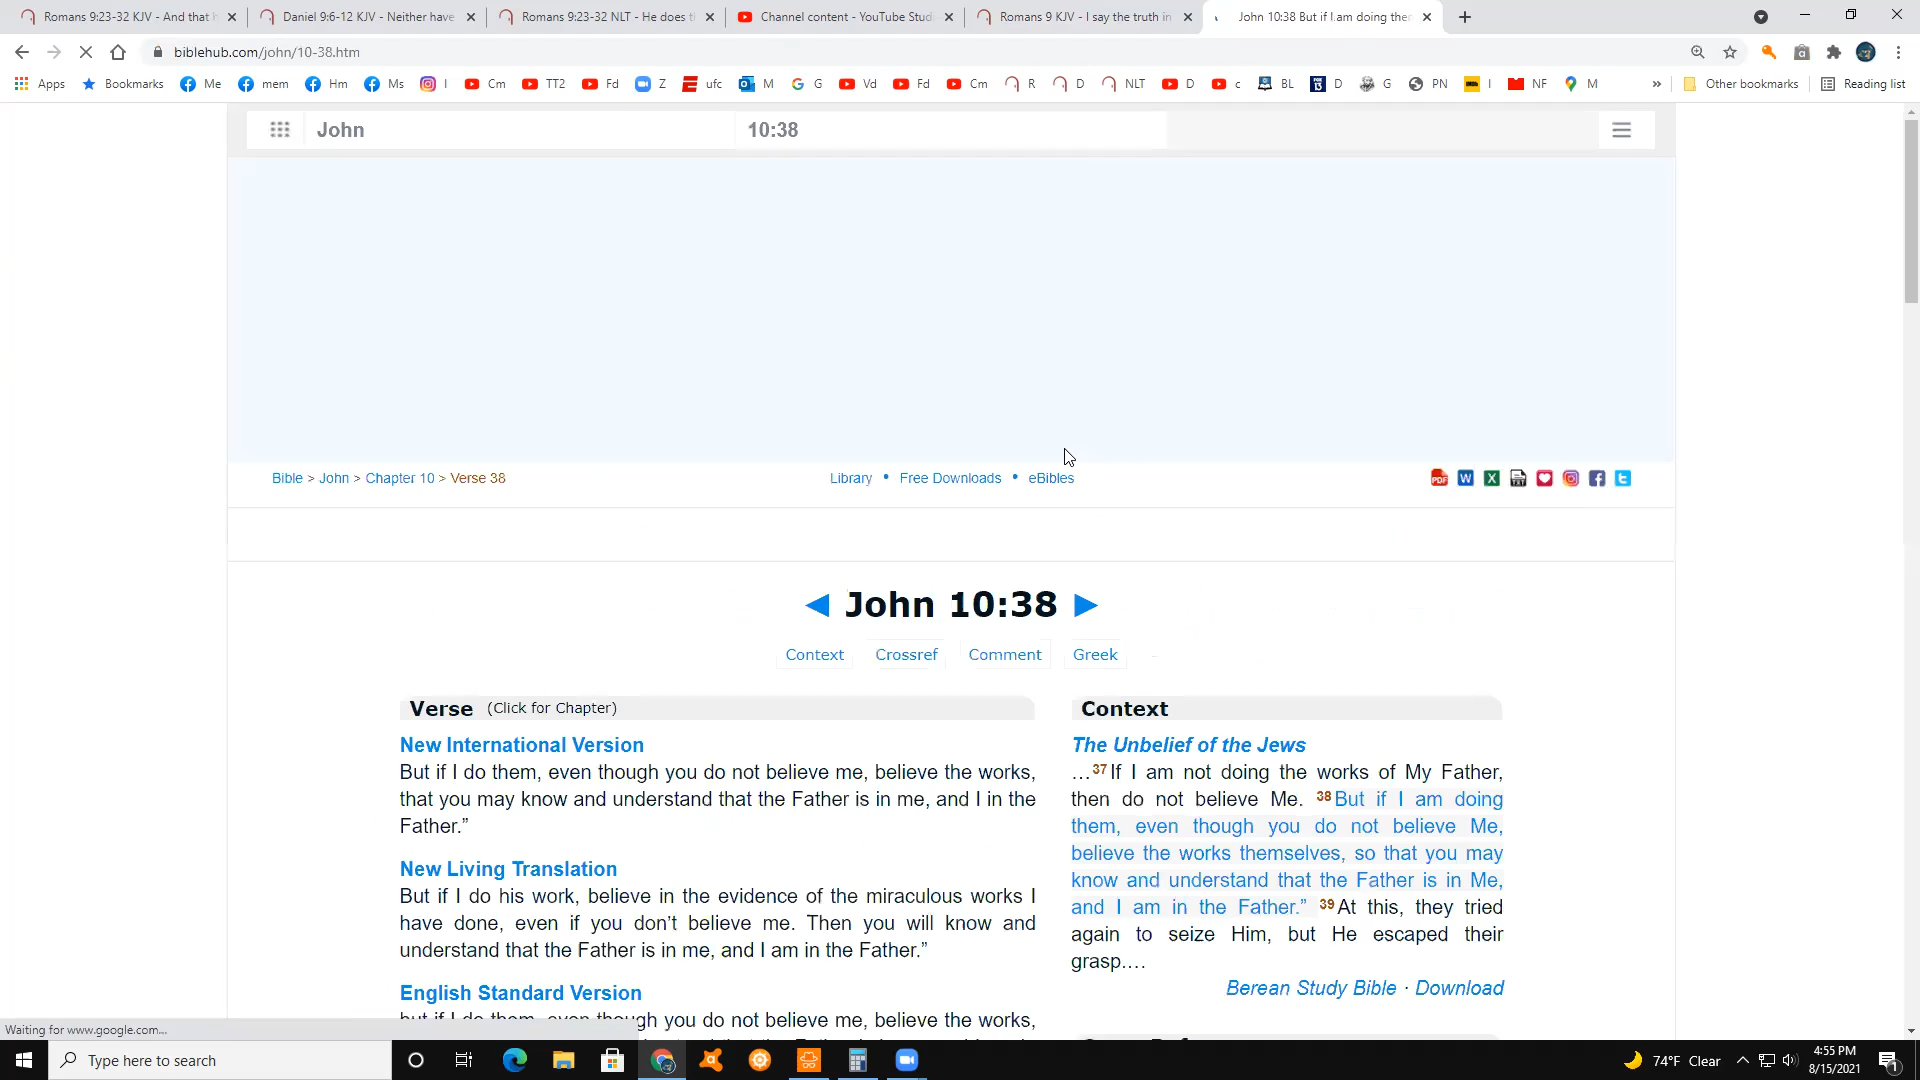 Romans 9:23-32 KJV - And that h
Daniel 9:6-12 KJV - Neither have
Romans 9:23-32 NLT - He does t
Channel content - YouTube Stud
Romans 9 KJV - I say the truth in
John 10:38 But if I am doing then
biblehub.com/john/10-38.htm
Apps Bookmarks Me mem Hm Ms I Cm TT2 Fd Z ufc M G Vd Fd Cm R D NLT D c BL D G PN I NF M » Other bookmarks Reading list
John 10:38
Bible > John > Chapter 10 > Verse 38
Library • Free Downloads • eBibles
◀ John 10:38 ▶
Context Crossref Comment Greek
Verse (Click for Chapter)
New International Version
But if I do them, even though you do not believe me, believe the works,
that you may know and understand that the Father is in me, and I in the
Father.”
New Living Translation
But if I do his work, believe in the evidence of the miraculous works I
have done, even if you don’t believe me. Then you will know and
understand that the Father is in me, and I am in the Father.”
English Standard Version
but if I do them, even though you do not believe me, believe the works,
Context
The Unbelief of the Jews
…37If I am not doing the works of My Father,
then do not believe Me. 38But if I am doing
them, even though you do not believe Me,
believe the works themselves, so that you may
know and understand that the Father is in Me,
and I am in the Father.” 39At this, they tried
again to seize Him, but He escaped their
grasp.…
Berean Study Bible · Download
Waiting for www.google.com...
Type here to search
74°F Clear
4:55 PM
8/15/2021